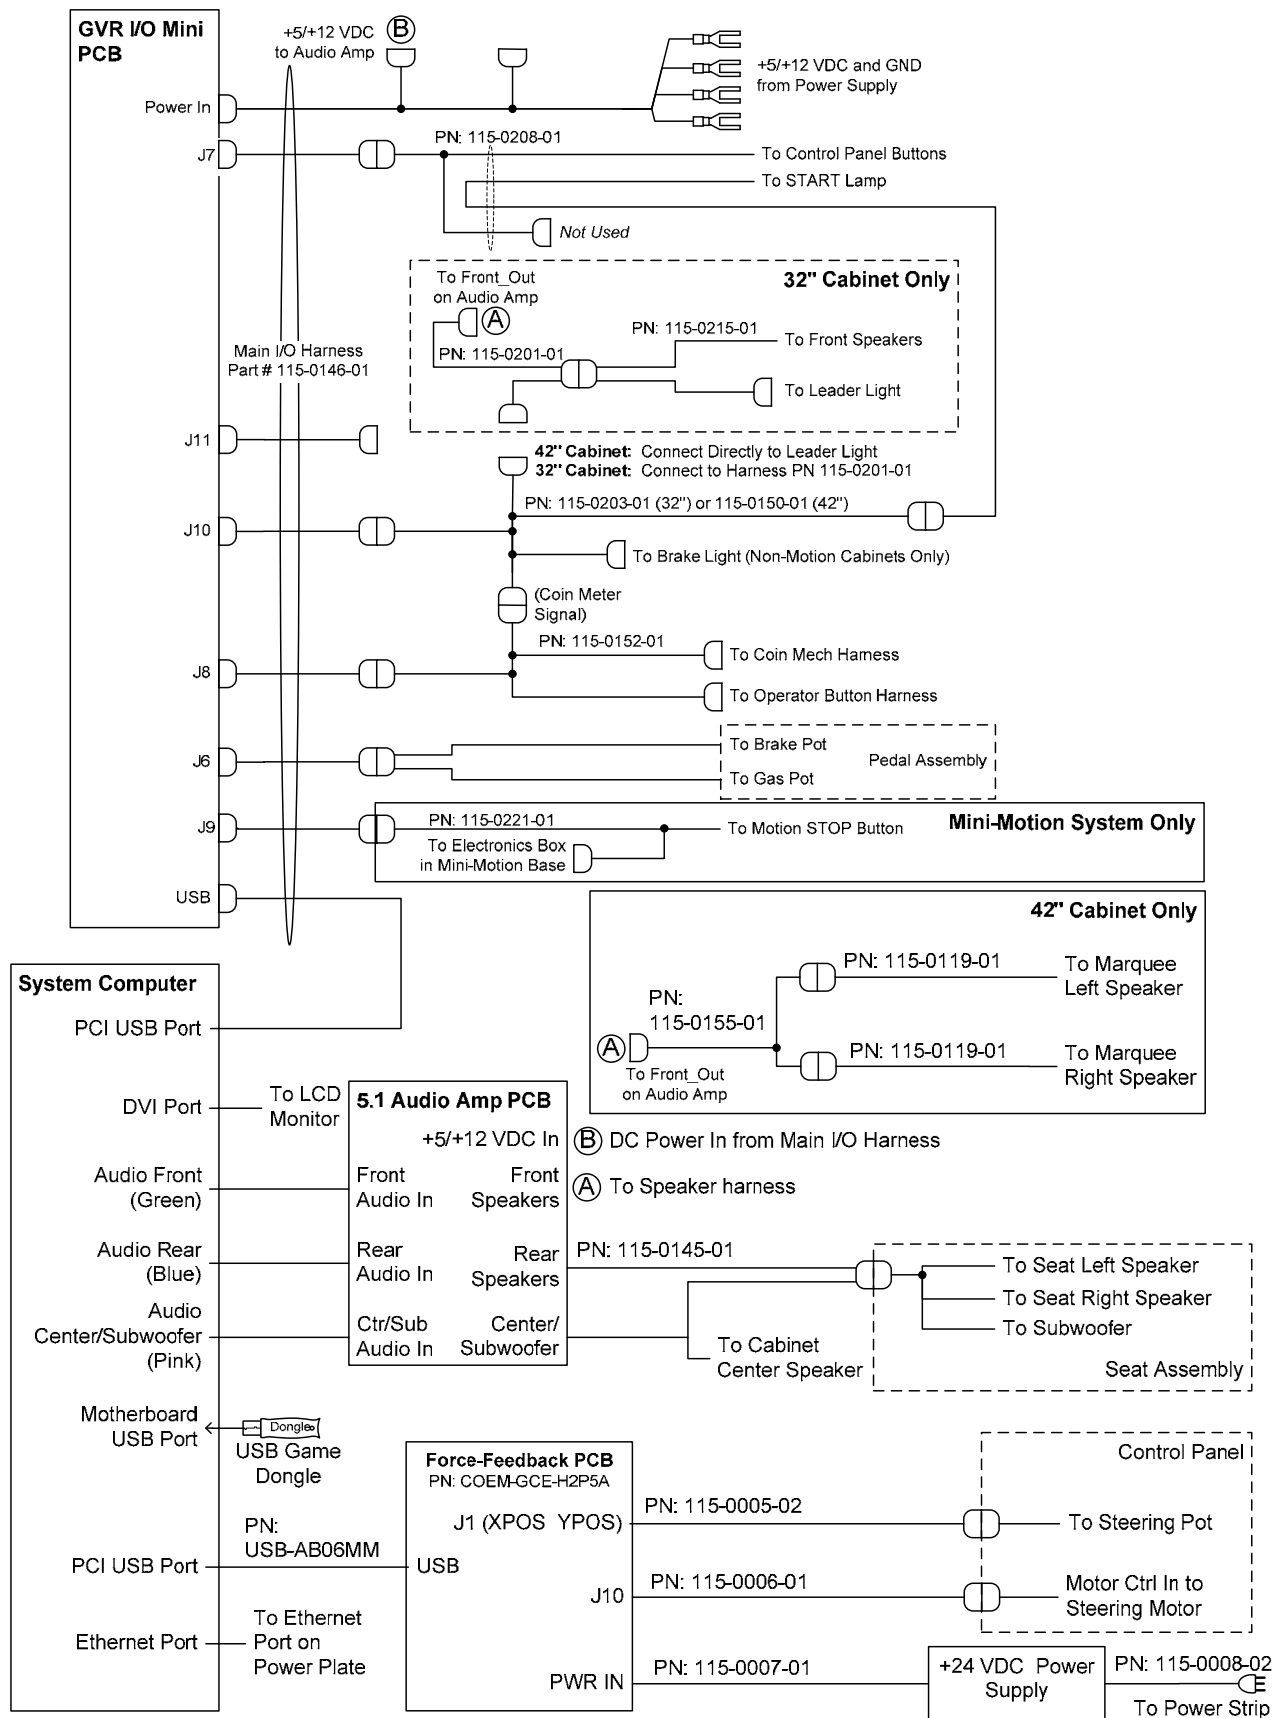 GVR I/O Mini
PCB
+5/+12 VDC
to Audio Amp
B
+5/+12 VDC and GND
from Power Supply
Power In
PN: 115-0208-01
J7
To Control Panel Buttons
To START Lamp
Not Used
32" Cabinet Only
To Front_Out
on Audio Amp
A
PN: 115-0215-01
To Front Speakers
PN: 115-0201-01
To Leader Light
Main I/O Harness
Part # 115-0146-01
J11
42" Cabinet: Connect Directly to Leader Light
32" Cabinet: Connect to Harness PN 115-0201-01
PN: 115-0203-01 (32") or 115-0150-01 (42")
J10
To Brake Light (Non-Motion Cabinets Only)
(Coin Meter
Signal)
PN: 115-0152-01
To Coin Mech Harness
J8
To Operator Button Harness
To Brake Pot
J6
Pedal Assembly
To Gas Pot
Mini-Motion System Only
PN: 115-0221-01
J9
To Motion STOP Button
To Electronics Box
in Mini-Motion Base
USB
42" Cabinet Only
PN: 115-0119-01
To Marquee
Left Speaker
PN:
115-0155-01
A
To Front_Out
on Audio Amp
PN: 115-0119-01
To Marquee
Right Speaker
System Computer
PCI USB Port
DVI Port
To LCD
Monitor
5.1 Audio Amp PCB
+5/+12 VDC In
B DC Power In from Main I/O Harness
Audio Front
(Green)
Front
Audio In
Front
Speakers
A To Speaker harness
Audio Rear
(Blue)
Rear
Audio In
Rear
Speakers
PN: 115-0145-01
To Seat Left Speaker
To Seat Right Speaker
To Subwoofer
Seat Assembly
Audio
Center/Subwoofer
(Pink)
Ctr/Sub
Audio In
Center/
Subwoofer
To Cabinet
Center Speaker
Motherboard
USB Port
Dongle
USB Game
Dongle
Force-Feedback PCB
PN: COEM-GCE-H2P5A
Control Panel
J1 (XPOS YPOS)
PN: 115-0005-02
To Steering Pot
PN:
USB-AB06MM
PCI USB Port
USB
J10
PN: 115-0006-01
Motor Ctrl In to
Steering Motor
Ethernet Port
To Ethernet
Port on
Power Plate
PWR IN
PN: 115-0007-01
+24 VDC Power
Supply
PN: 115-0008-02
To Power Strip